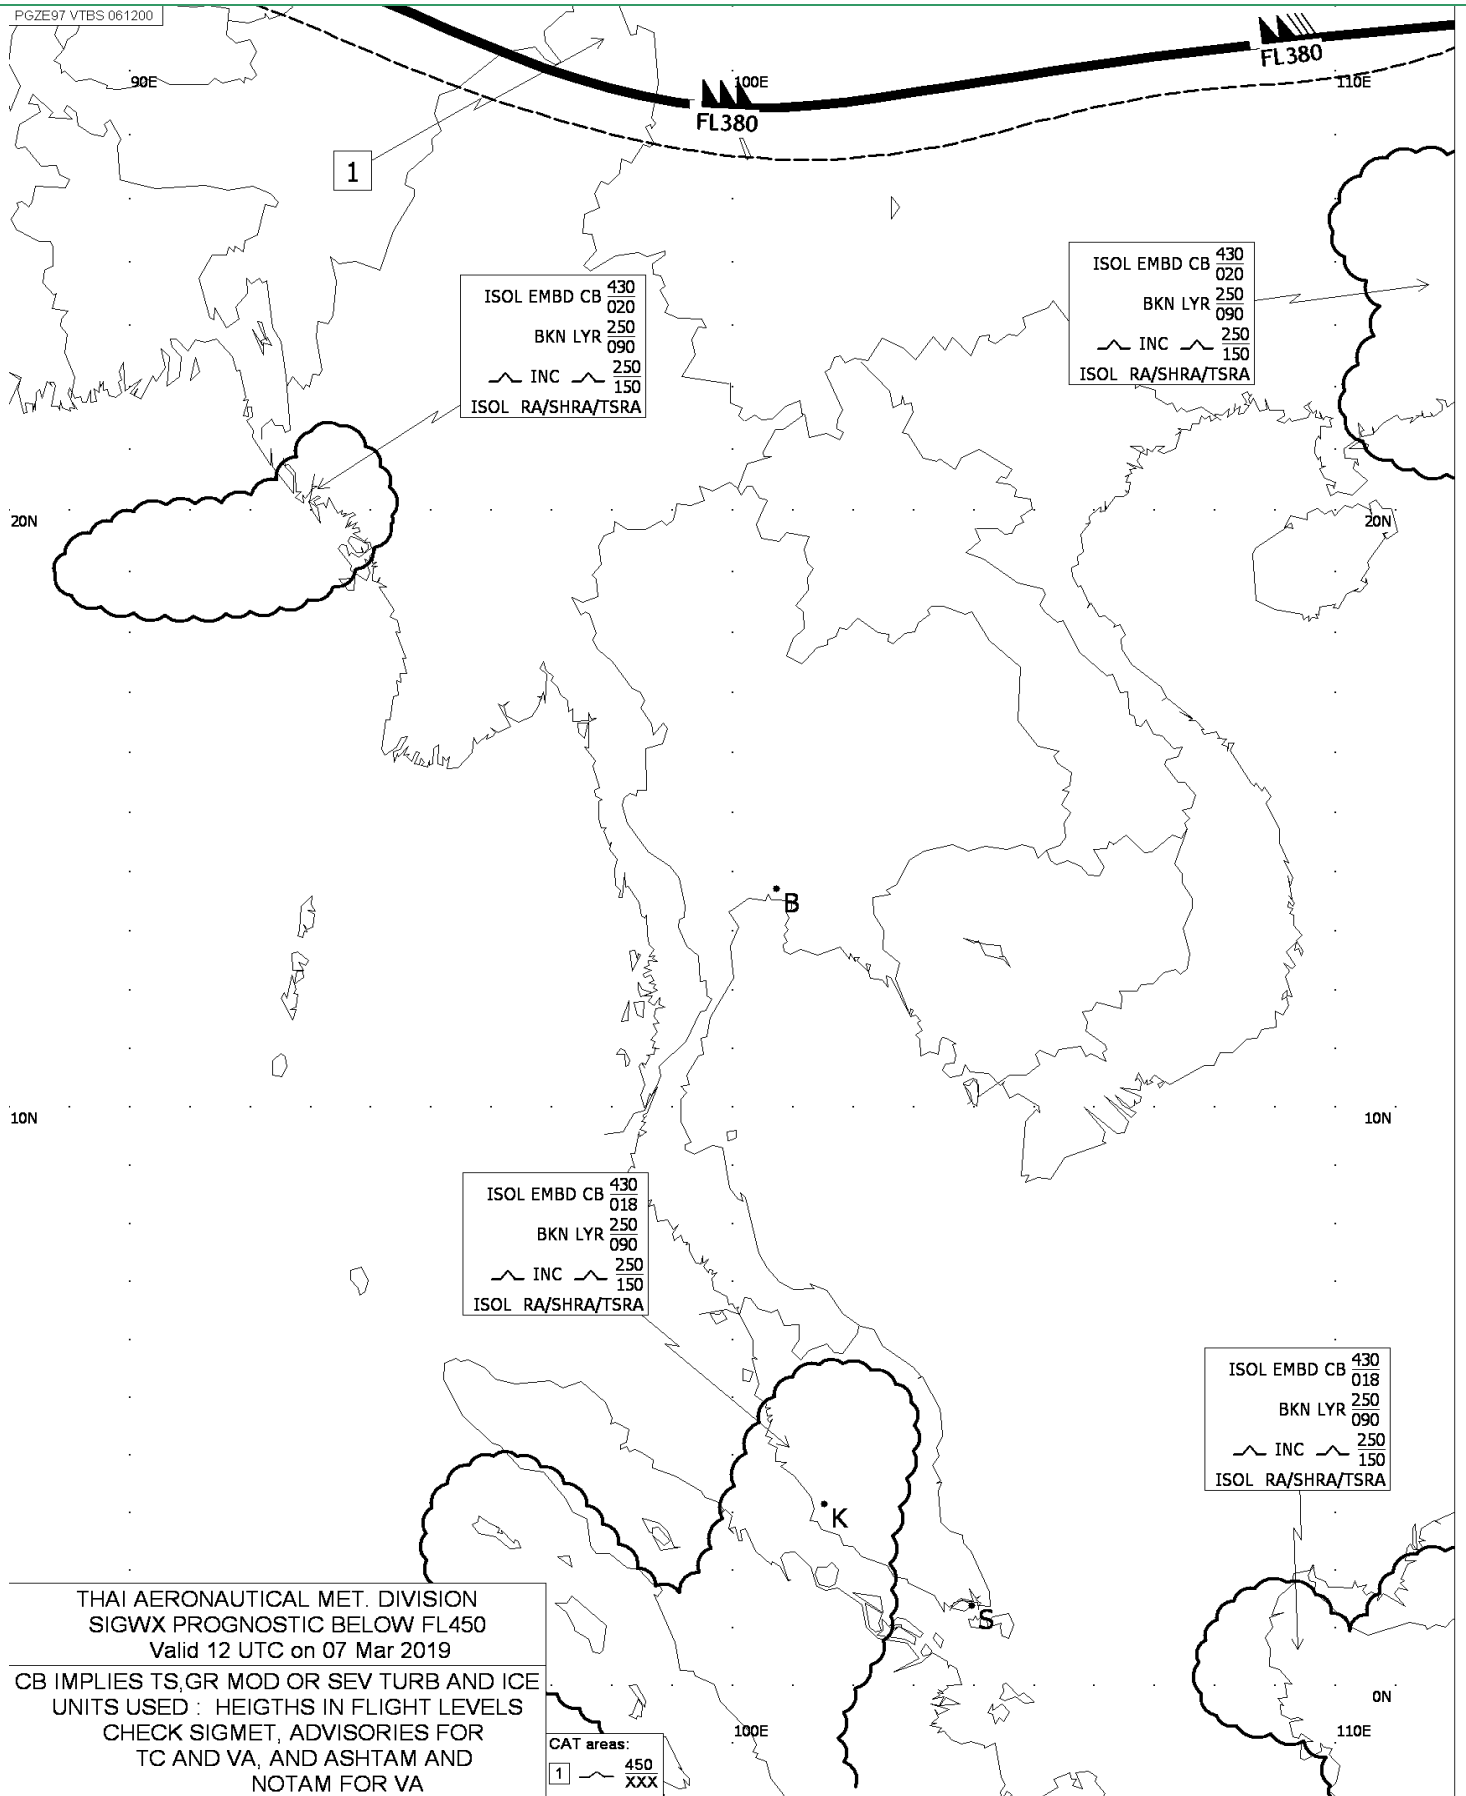 PGZE97 VTBS 061200
90E
100E
110E
FL380
FL380
1
ISOL EMBD CB 430
020
BKN LYR 250
090
INC 250
150
ISOL RA/SHRA/TSRA
ISOL EMBD CB 430
020
BKN LYR 250
090
INC 250
150
ISOL RA/SHRA/TSRA
20N
20N
B
10N
10N
ISOL EMBD CB 430
018
BKN LYR 250
090
INC 250
150
ISOL RA/SHRA/TSRA
ISOL EMBD CB 430
018
BKN LYR 250
090
INC 250
150
ISOL RA/SHRA/TSRA
K
S
THAI AERONAUTICAL MET. DIVISION
SIGWX PROGNOSTIC BELOW FL450
Valid 12 UTC on 07 Mar 2019
CB IMPLIES TS,GR MOD OR SEV TURB AND ICE
UNITS USED : HEIGTHS IN FLIGHT LEVELS
CHECK SIGMET, ADVISORIES FOR
TC AND VA, AND ASHTAM AND
NOTAM FOR VA
0N
100E
110E
CAT areas:
1 450
XXX